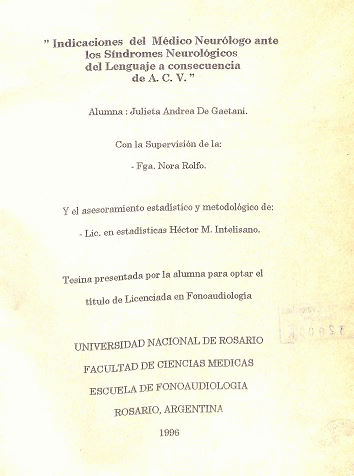 " Indicaciones del Médico Neurólogo ante
los Síndromes Neurológicos
del Lenguaje a consecuencia
de A. C. V. "
Alumna : Julieta Andrea De Gaetani.
Con la Supervisión de la:
- Fga. Nora Rolfo.
Y el asesoramiento estadístico y metodológico de:
- Lic. en estadísticas Héctor M. Intelisano.
Tesina presentada por la alumna para optar el
título de Licenciada en Fonoaudiología
UNIVERSIDAD NACIONAL DE ROSARIO
FACULTAD DE CIENCIAS MEDICAS
ESCUELA DE FONOAUDIOLOGIA
ROSARIO, ARGENTINA
1996